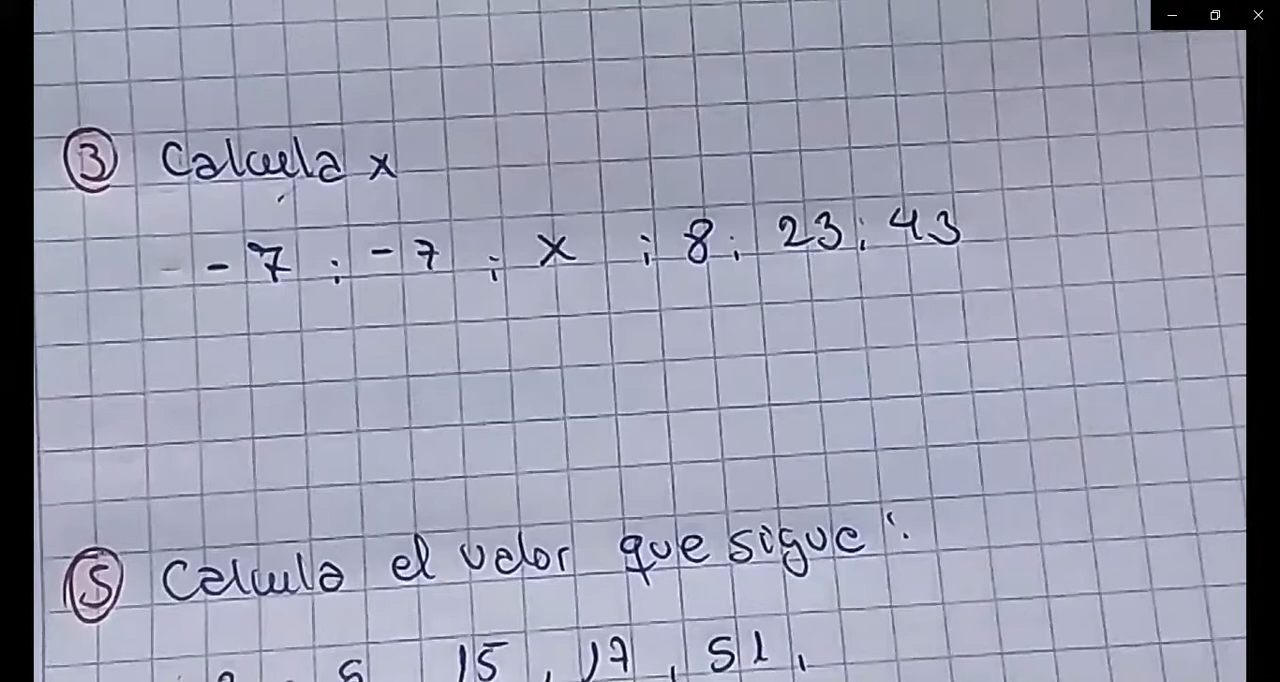 ③ Calcula x
- 7 ; - 7 ; x ; 8 ; 23 ; 43
⑤ Calcula el valor que sigue :
15 , 17 , 51 ,